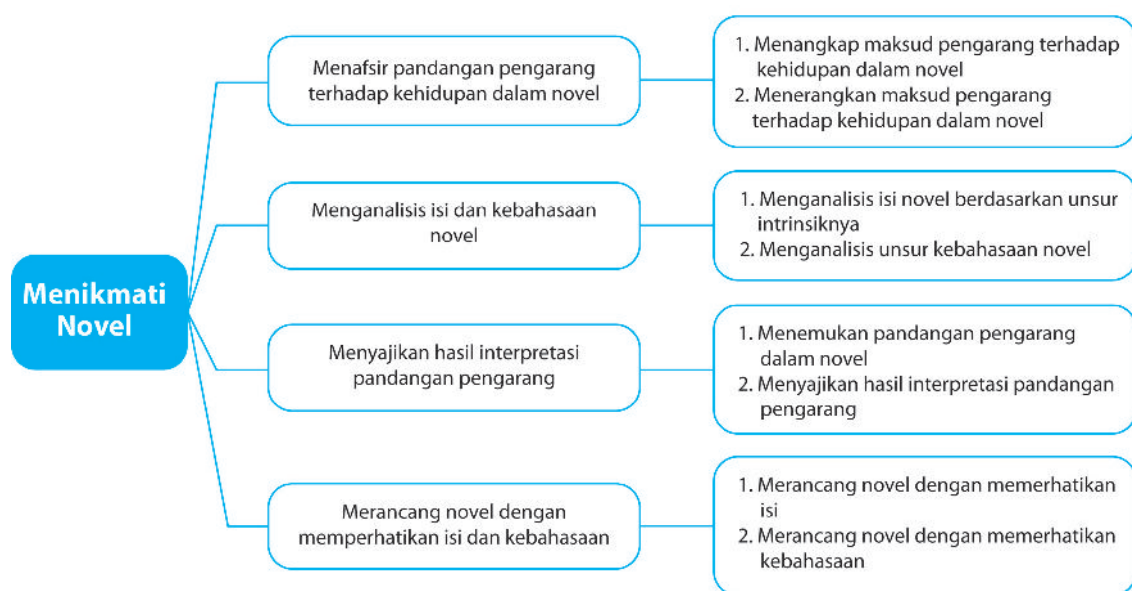 Menikmati
Novel
Menafsir pandangan pengarang
terhadap kehidupan dalam novel
1. Menangkap maksud pengarang terhadap
kehidupan dalam novel
2. Menerangkan maksud pengarang
terhadap kehidupan dalam novel
Menganalisis isi dan kebahasaan
novel
1. Menganalisis isi novel berdasarkan unsur
intrinsiknya
2. Menganalisis unsur kebahasaan novel
Menyajikan hasil interpretasi
pandangan pengarang
1. Menemukan pandangan pengarang
dalam novel
2. Menyajikan hasil interpretasi pandangan
pengarang
Merancang novel dengan
memperhatikan isi dan kebahasaan
1. Merancang novel dengan memerhatikan
isi
2. Merancang novel dengan memerhatikan
kebahasaan